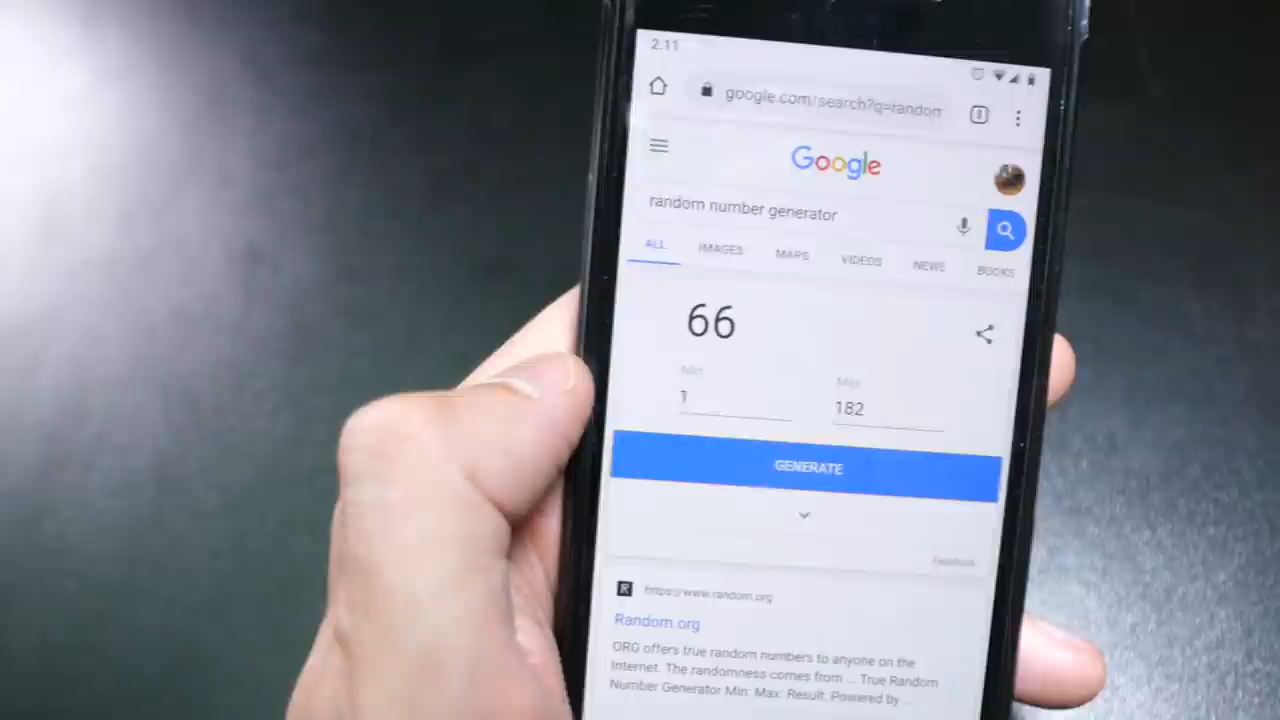 2.11
google.com/search?q=random
Google
random number generator
ALL IMAGES MAPS VIDEOS NEWS BOOKS
66
Min Max
1 182
GENERATE
Feedback
https://www.random.org
Random.org
ORG offers true random numbers to anyone on the
Internet. The randomness comes from ... True Random
Number Generator Min: Max: Result: Powered by ...